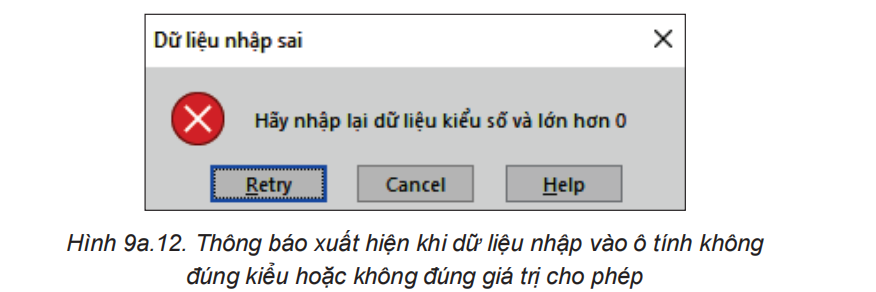 Dữ liệu nhập sai
Hãy nhập lại dữ liệu kiểu số và lớn hơn 0
Retry Cancel Help
Hình 9a.12. Thông báo xuất hiện khi dữ liệu nhập vào ô tính không
đúng kiểu hoặc không đúng giá trị cho phép